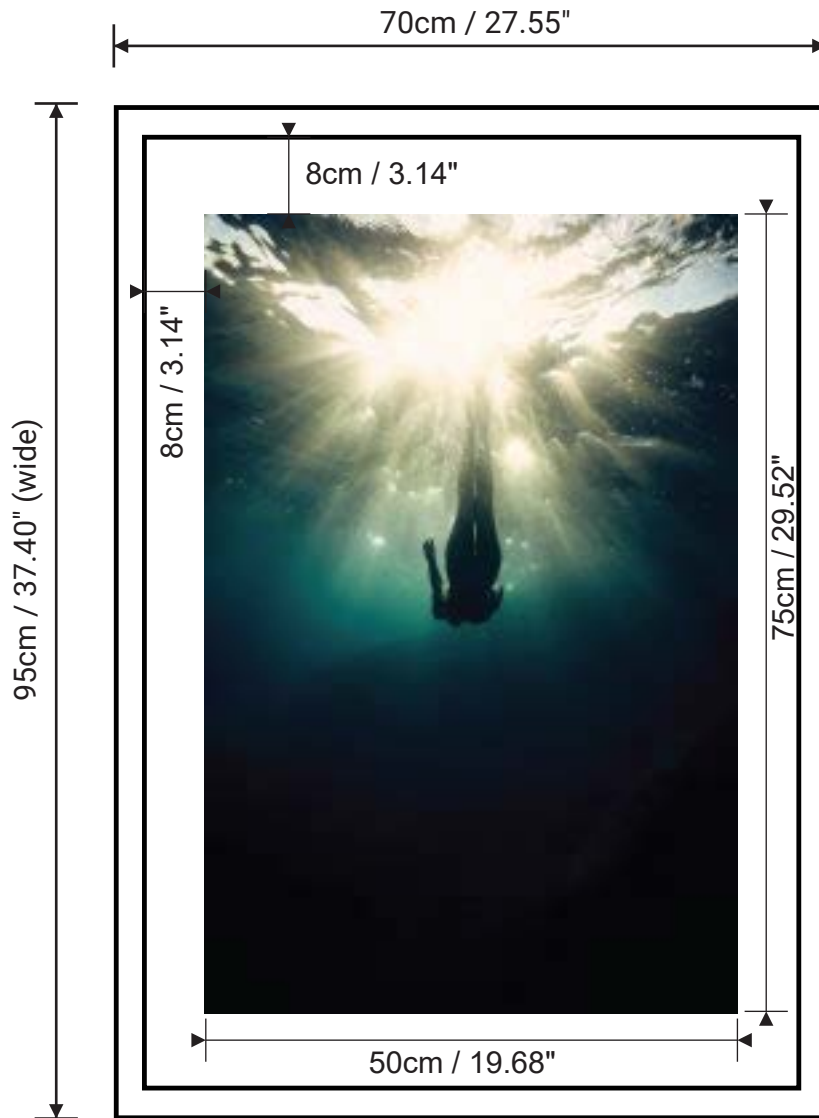 70cm / 27.55"
8cm / 3.14"
8cm / 3.14"
95cm / 37.40" (wide)
75cm / 29.52"
50cm / 19.68"